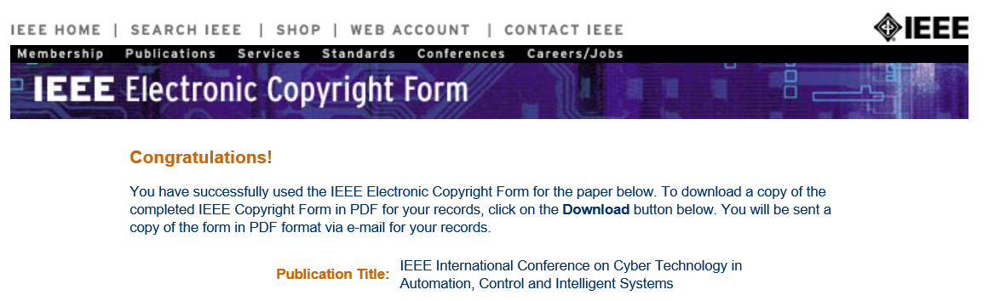 IEEE HOME | SEARCH IEEE | SHOP | WEB ACCOUNT | CONTACT IEEE
IEEE
Membership Publications Services Standards Conferences Careers/Jobs
IEEE Electronic Copyright Form
Congratulations!
You have successfully used the IEEE Electronic Copyright Form for the paper below. To download a copy of the
completed IEEE Copyright Form in PDF for your records, click on the Download button below. You will be sent a
copy of the form in PDF format via e-mail for your records.
Publication Title: IEEE International Conference on Cyber Technology in
Automation, Control and Intelligent Systems